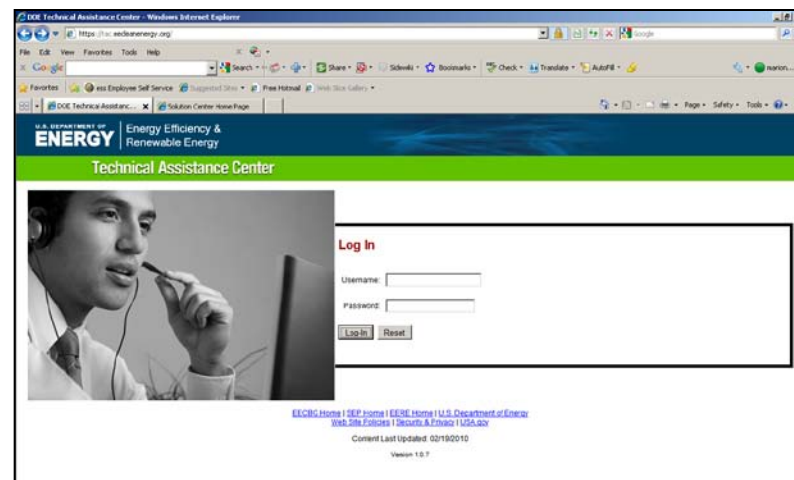 DOE Technical Assistance Center - Windows Internet Explorer
https://tac.eecleanenergy.org/
Google
File Edit View Favorites Tools Help
Google Search Share Sidewiki Bookmarks Check Translate AutoFill marion...
Favorites ess Employee Self Service Suggested Sites Free Hotmail Web Slice Gallery
DOE Technical Assistanc... Solution Center Home Page Page Safety Tools
U.S. DEPARTMENT OF
ENERGY
Energy Efficiency &
Renewable Energy
Technical Assistance Center
Log In
Username:
Password:
Log-In Reset
EECBG Home | SEP Home | EERE Home | U.S. Department of Energy
Web Site Policies | Security & Privacy | USA.gov
Content Last Updated: 02/19/2010
Version 1.0.7